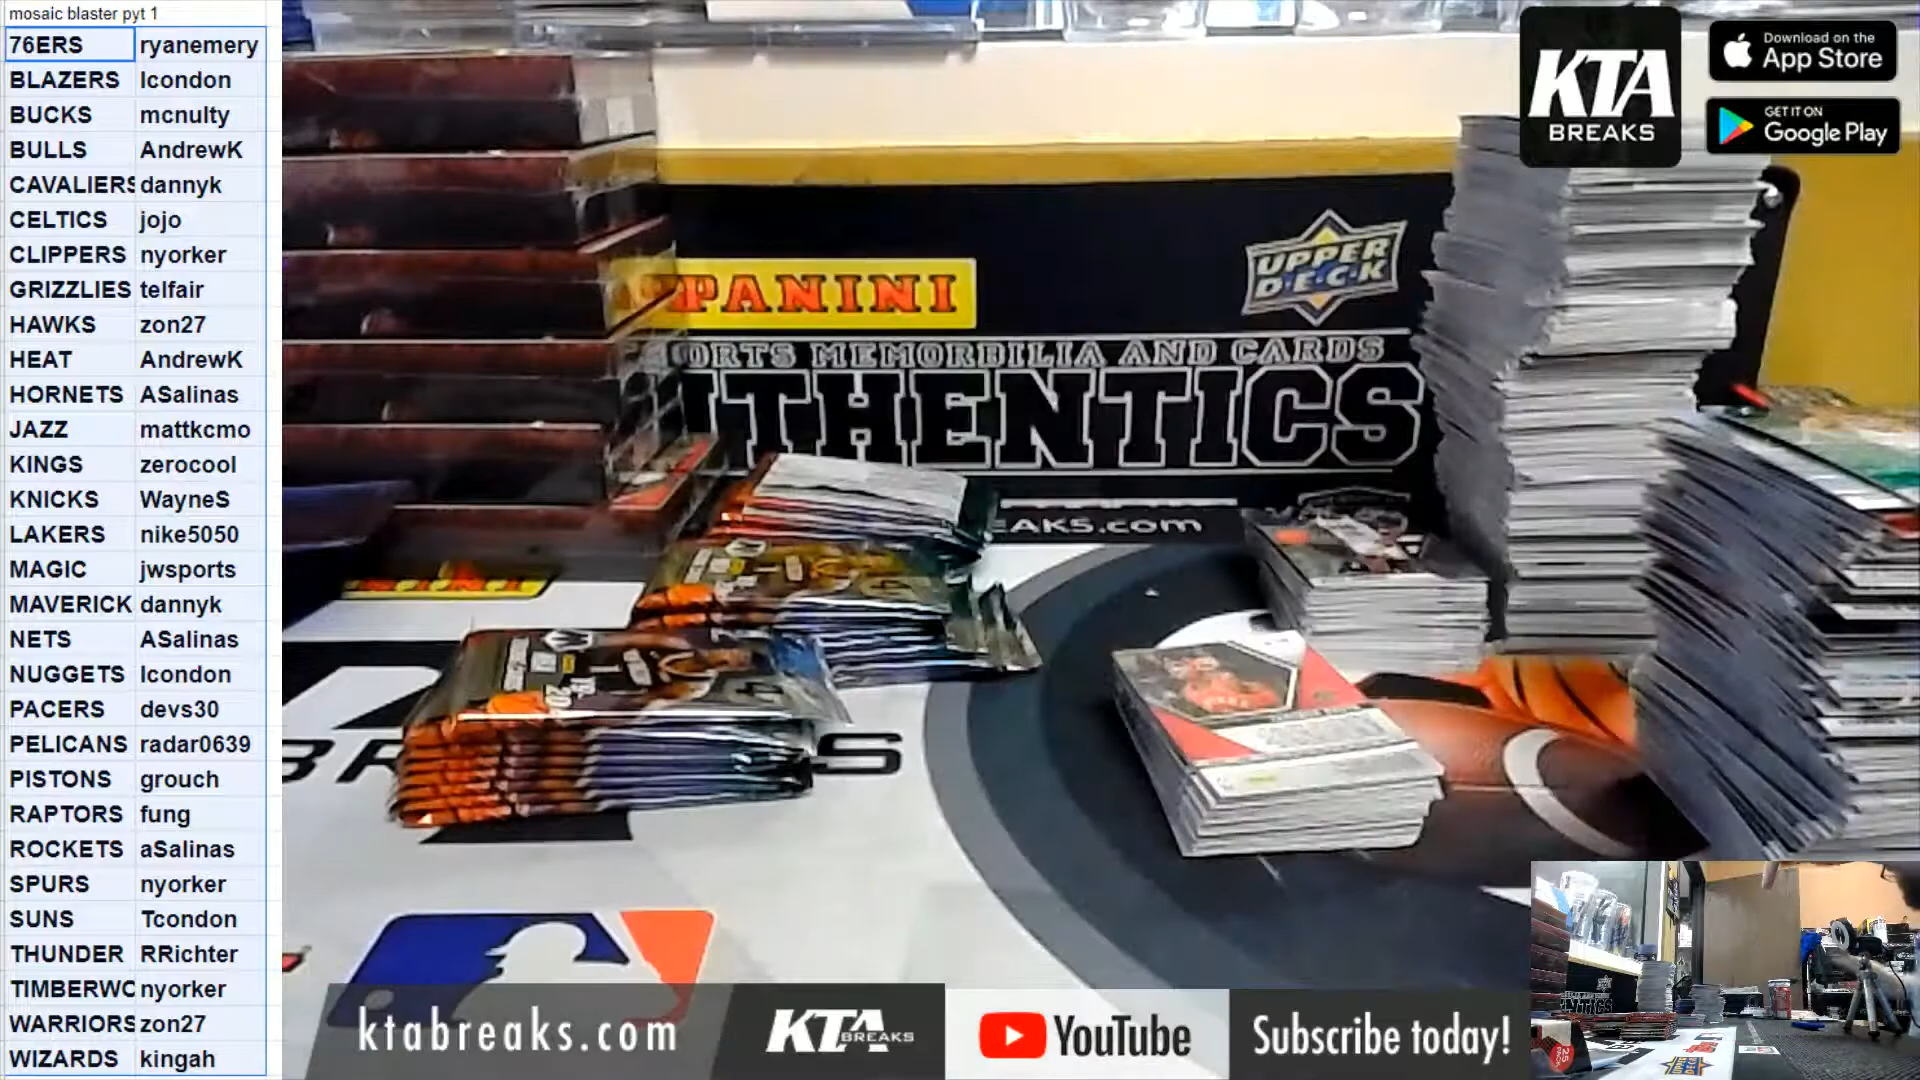 mosaic blaster pyt 1
76ERS ryanemery
BLAZERS lcondon
BUCKS mcnulty
BULLS AndrewK
CAVALIERS dannyk
CELTICS jojo
CLIPPERS nyorker
GRIZZLIES telfair
HAWKS zon27
HEAT AndrewK
HORNETS ASalinas
JAZZ mattkcmo
KINGS zerocool
KNICKS WayneS
LAKERS nike5050
MAGIC jwsports
MAVERICK dannyk
NETS ASalinas
NUGGETS lcondon
PACERS devs30
PELICANS radar0639
PISTONS grouch
RAPTORS fung
ROCKETS aSalinas
SPURS nyorker
SUNS Tcondon
THUNDER RRichter
TIMBERWC nyorker
WARRIORS zon27
WIZARDS kingah
KTA
BREAKS
Download on the
App Store
GET IT ON
Google Play
PANINI
UPPER
DECK
ORTS MEMORBILIA AND CARDS
THENTICS
EAKS.com
ktabreaks.com
KTA BREAKS
YouTube
Subscribe today!